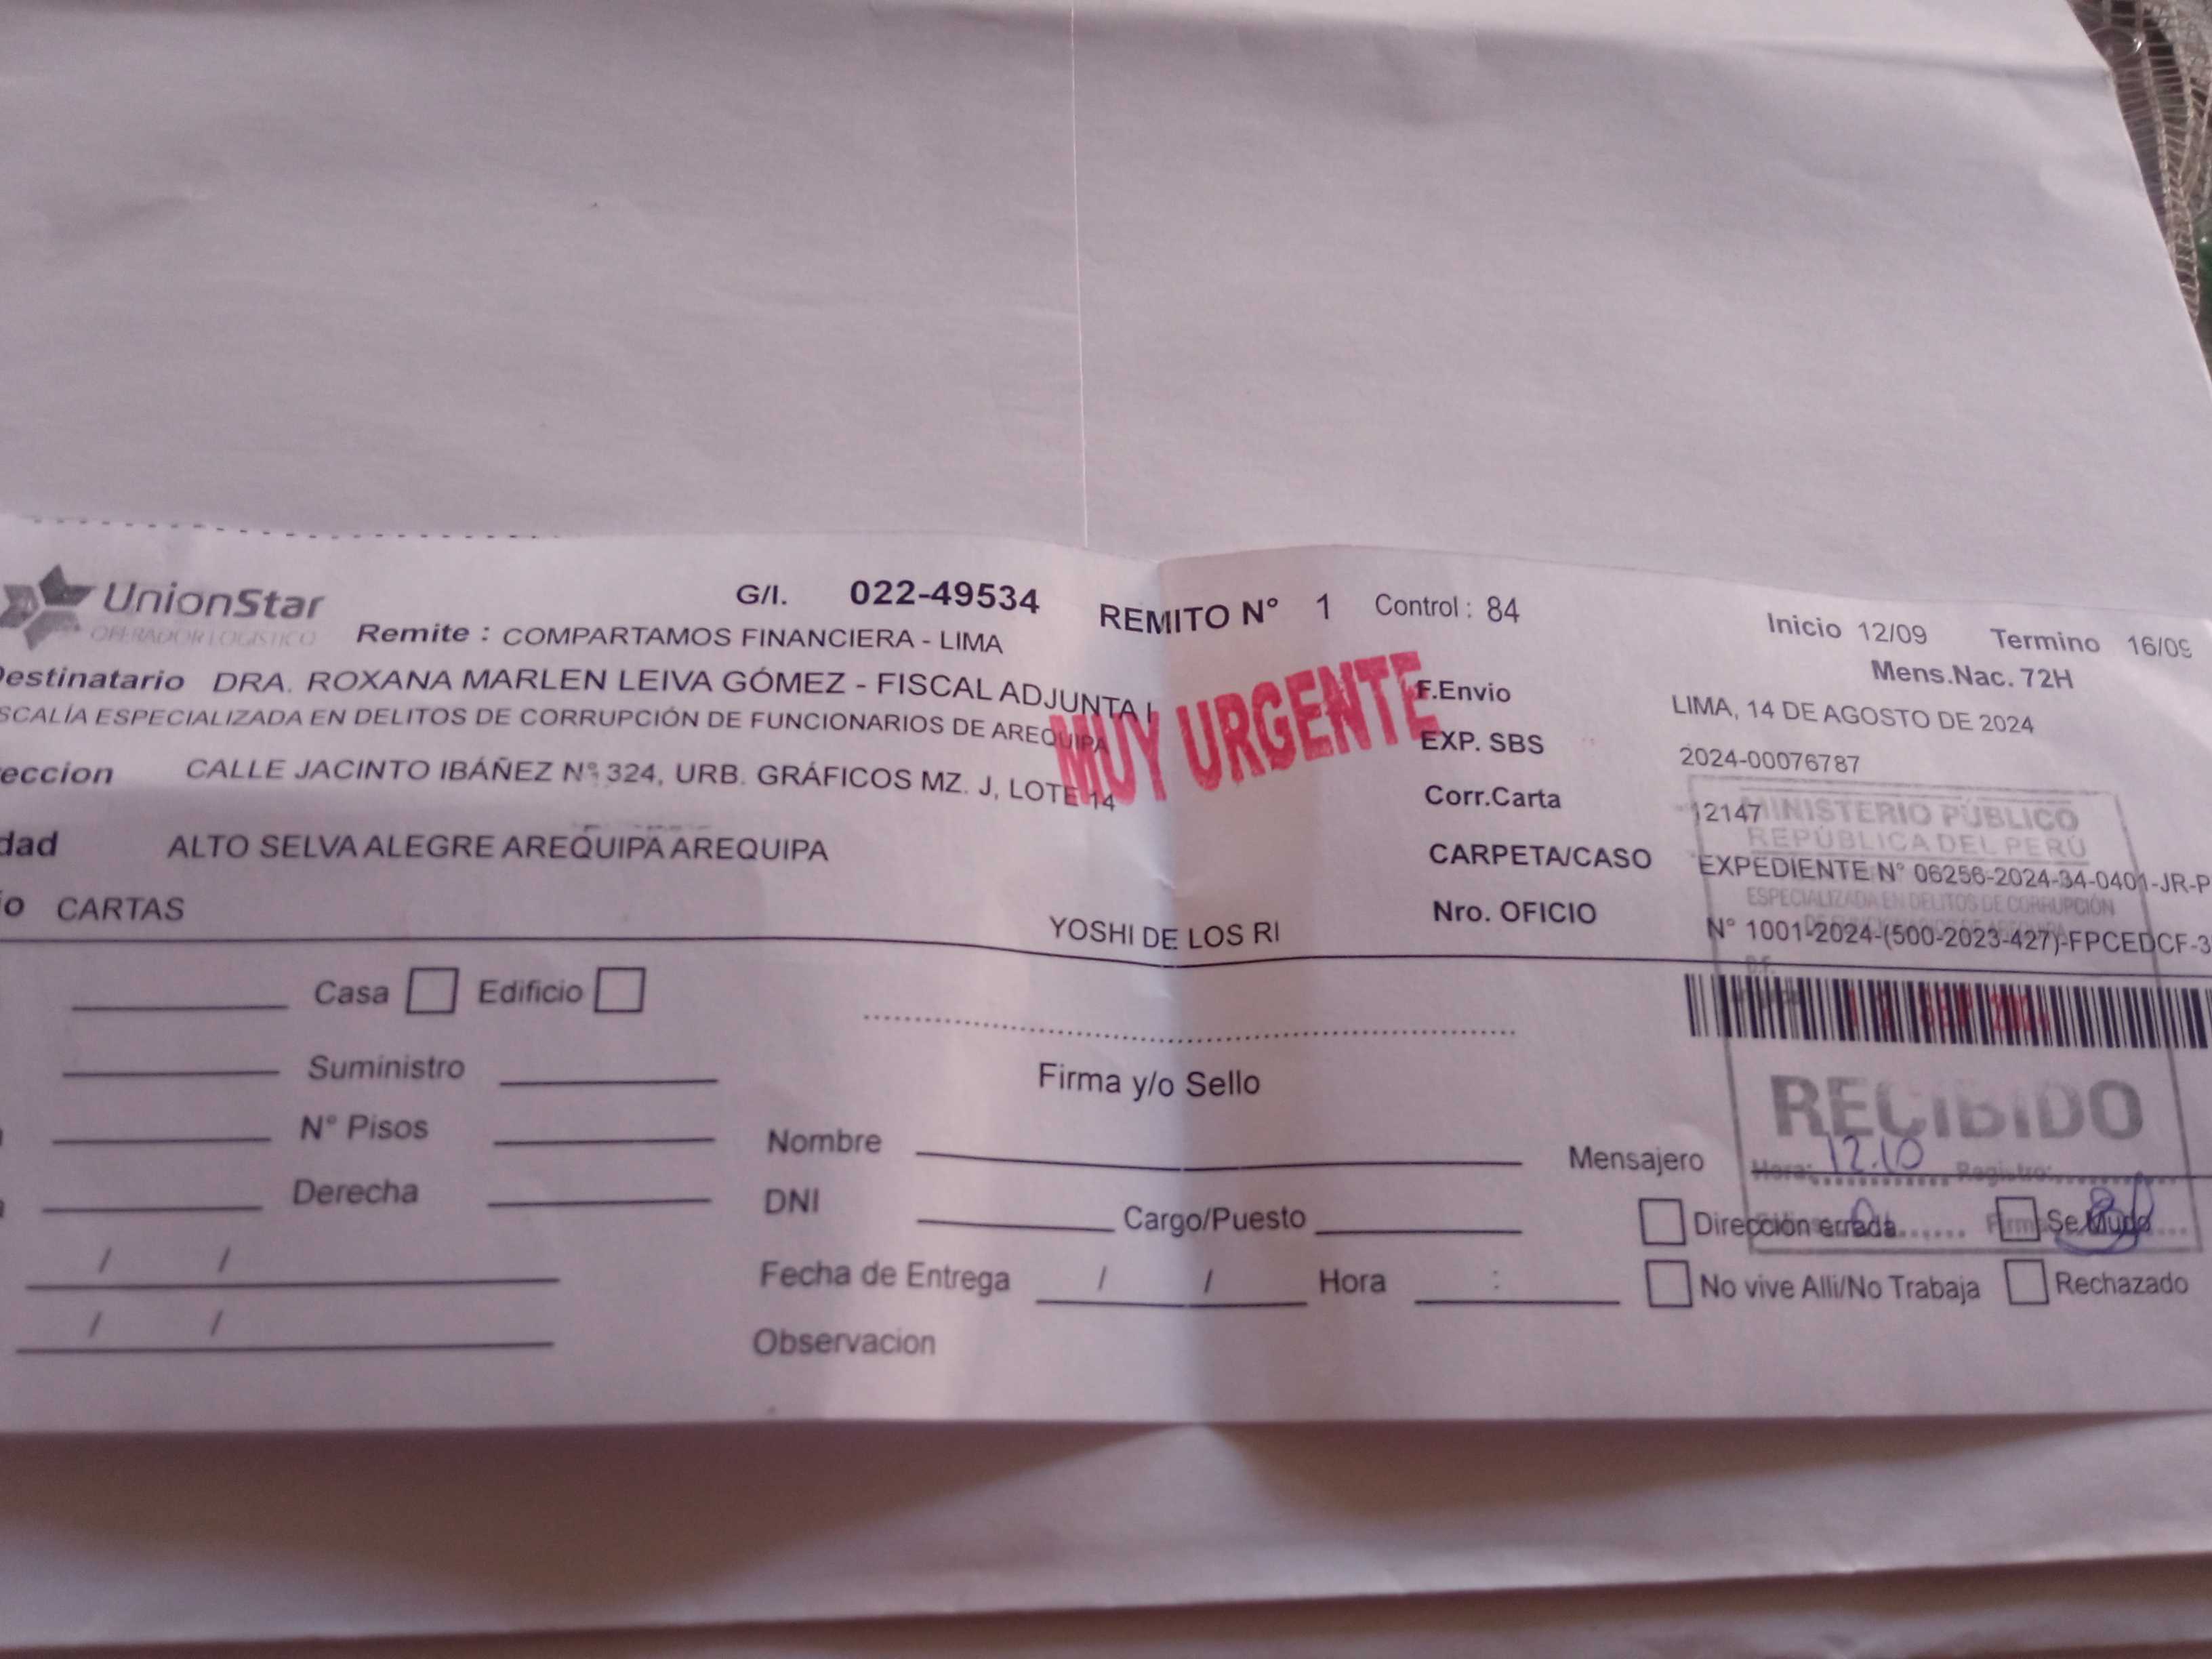 UnionStar G/I. 022-49534 REMITO N° 1 Control : 84 Inicio 12/09 Termino 16/09
OPERADOR LOGISTICO Remite : COMPARTAMOS FINANCIERA - LIMA Mens.Nac. 72H
estinatario DRA. ROXANA MARLEN LEIVA GÓMEZ - FISCAL ADJUNTA F.Envio LIMA, 14 DE AGOSTO DE 2024
SCALÍA ESPECIALIZADA EN DELITOS DE CORRUPCIÓN DE FUNCIONARIOS DE AREQUIPA
MUY URGENTE
EXP. SBS 2024-00076787
eccion CALLE JACINTO IBÁÑEZ N° 324, URB. GRÁFICOS MZ. J, LOTE 14 Corr.Carta 12147
MINISTERIO PÚBLICO
REPÚBLICA DEL PERÚ
dad ALTO SELVA ALEGRE AREQUIPA AREQUIPA CARPETA/CASO EXPEDIENTE N° 06256-2024-34-0401-JR-P
ESPECIALIZADA EN DELITOS DE CORRUPCIÓN
o CARTAS YOSHI DE LOS RI Nro. OFICIO N° 1001-2024-(500-2023-427)-FPCEDCF-3
Casa Edificio
SEP
Firma y/o Sello
Suministro
RECIBIDO
N° Pisos Nombre Mensajero
Hora: 12.10 Registro:
Derecha DNI Cargo/Puesto Dirección errada Se Mudo
/ / Fecha de Entrega / / Hora : No vive Alli/No Trabaja Rechazado
/ / Observacion